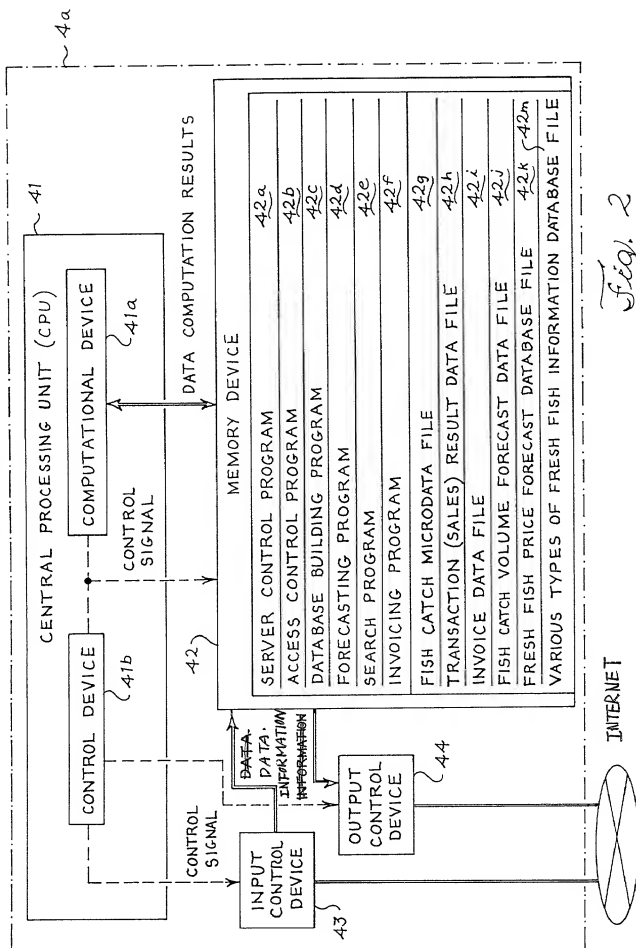 4a
CENTRAL PROCESSING UNIT (CPU)
41
CONTROL DEVICE
41b
COMPUTATIONAL DEVICE
41a
CONTROL
SIGNAL
CONTROL
SIGNAL
DATA COMPUTATION RESULTS
INPUT
CONTROL
DEVICE
43
DATA.
DATA.
INFORMATION
INFORMATION
OUTPUT
CONTROL
DEVICE
44
42
MEMORY DEVICE
SERVER CONTROL PROGRAM 42a
ACCESS CONTROL PROGRAM 42b
DATABASE BUILDING PROGRAM 42c
FORECASTING PROGRAM 42d
SEARCH PROGRAM 42e
INVOICING PROGRAM 42f
FISH CATCH MICRODATA FILE 42g
TRANSACTION (SALES) RESULT DATA FILE 42h
INVOICE DATA FILE 42i
FISH CATCH VOLUME FORECAST DATA FILE 42j
FRESH FISH PRICE FORECAST DATABASE FILE 42k
VARIOUS TYPES OF FRESH FISH INFORMATION DATABASE FILE 42m
INTERNET
Fig. 2